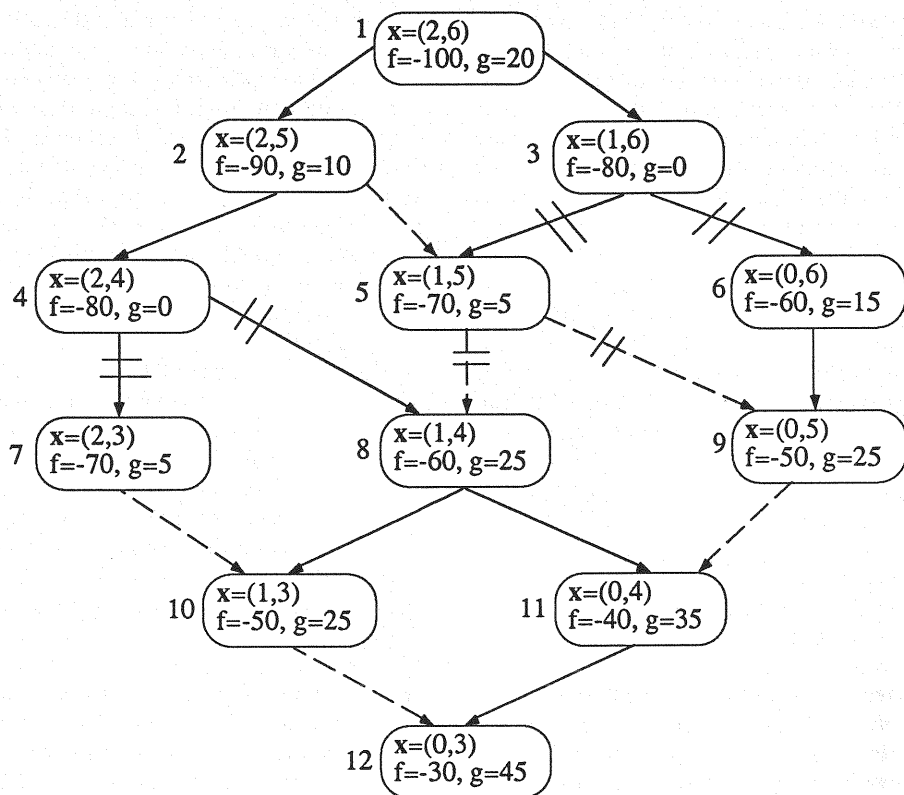 1
x=(2,6)
f=-100, g=20
2
x=(2,5)
f=-90, g=10
3
x=(1,6)
f=-80, g=0
4
x=(2,4)
f=-80, g=0
5
x=(1,5)
f=-70, g=5
6
x=(0,6)
f=-60, g=15
7
x=(2,3)
f=-70, g=5
8
x=(1,4)
f=-60, g=25
9
x=(0,5)
f=-50, g=25
10
x=(1,3)
f=-50, g=25
11
x=(0,4)
f=-40, g=35
12
x=(0,3)
f=-30, g=45